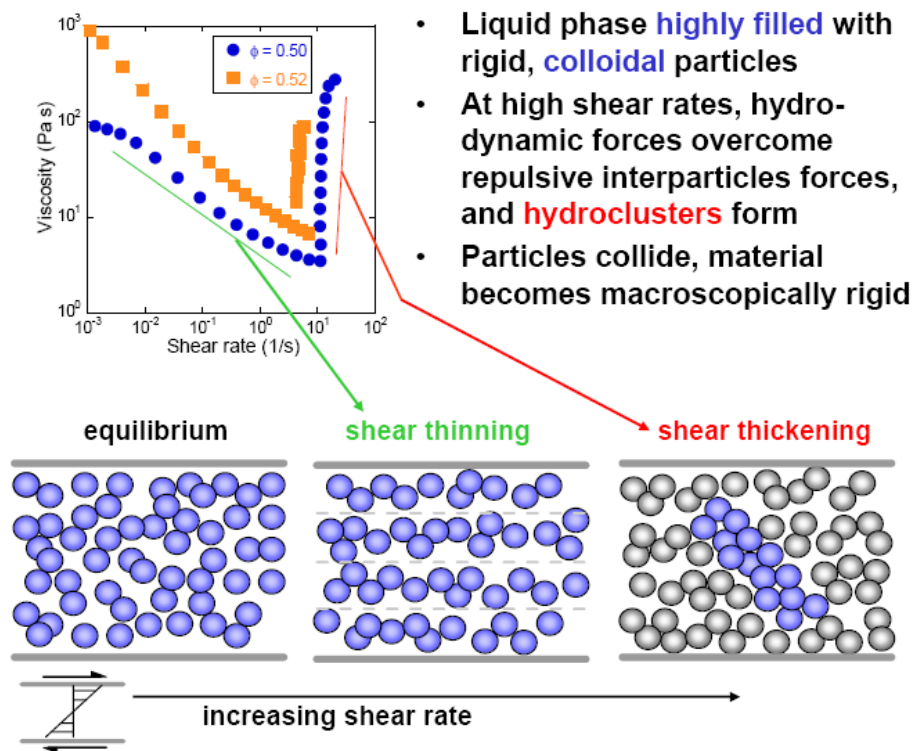 10³
10²
10¹
10⁰
Viscosity (Pa s)
ϕ = 0.50
ϕ = 0.52
10⁻³ 10⁻² 10⁻¹ 10⁰ 10¹ 10²
Shear rate (1/s)
• Liquid phase highly filled with
rigid, colloidal particles
• At high shear rates, hydro-
dynamic forces overcome
repulsive interparticles forces,
and hydroclusters form
• Particles collide, material
becomes macroscopically rigid
equilibrium
shear thinning
shear thickening
increasing shear rate